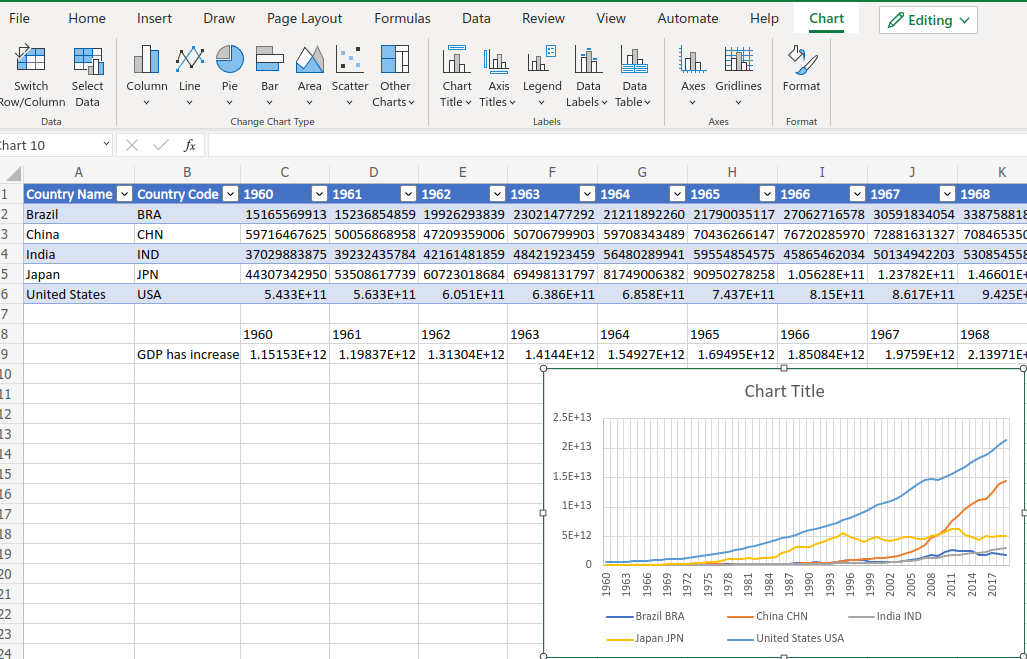 File Home Insert Draw Page Layout Formulas Data Review View Automate Help Chart Editing
Switch Row/Column
Select Data
Column
Line
Pie
Bar
Area
Scatter
Other Charts
Chart Title
Axis Titles
Legend
Data Labels
Data Table
Axes
Gridlines
Format
Data Change Chart Type Labels Axes Format
hart 10 fx
A B C D E F G H I J K
1 Country Name Country Code 1960 1961 1962 1963 1964 1965 1966 1967 1968
2 Brazil BRA 15165569913 15236854859 19926293839 23021477292 21211892260 21790035117 27062716578 30591834054 338758818
3 China CHN 59716467625 50056868958 47209359006 50706799903 59708343489 70436266147 76720285970 72881631327 708465350
4 India IND 37029883875 39232435784 42161481859 48421923459 56480289941 59554854575 45865462034 50134942203 530854558
5 Japan JPN 44307342950 53508617739 60723018684 69498131797 81749006382 90950278258 1.05628E+11 1.23782E+11 1.46601E+
6 United States USA 5.433E+11 5.633E+11 6.051E+11 6.386E+11 6.858E+11 7.437E+11 8.15E+11 8.617E+11 9.425E+
7
8 1960 1961 1962 1963 1964 1965 1966 1967 1968
9 GDP has increase 1.15153E+12 1.19837E+12 1.31304E+12 1.4144E+12 1.54927E+12 1.69495E+12 1.85084E+12 1.9759E+12 2.13971E+
10
11
12
13
14
15
16
17
18
19
20
21
22
23
24
Chart Title
2.5E+13
2E+13
1.5E+13
1E+13
5E+12
0
1960 1963 1966 1969 1972 1975 1978 1981 1984 1987 1990 1993 1996 1999 2002 2005 2008 2011 2014 2017
Brazil BRA China CHN India IND
Japan JPN United States USA